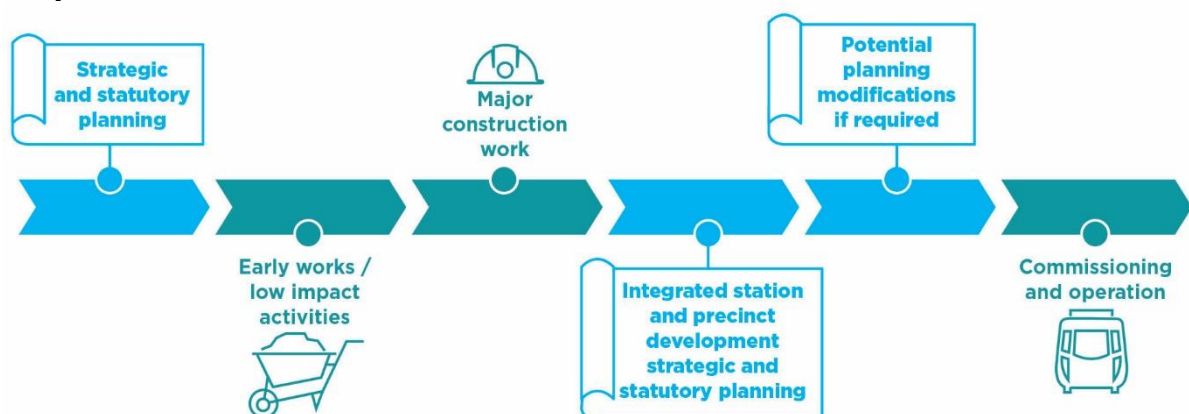 Strategic
and statutory
planning
Early works /
low impact
activities
Major
construction
work
Integrated station
and precinct
development
strategic and
statutory planning
Potential
planning
modifications
if required
Commissioning
and operation